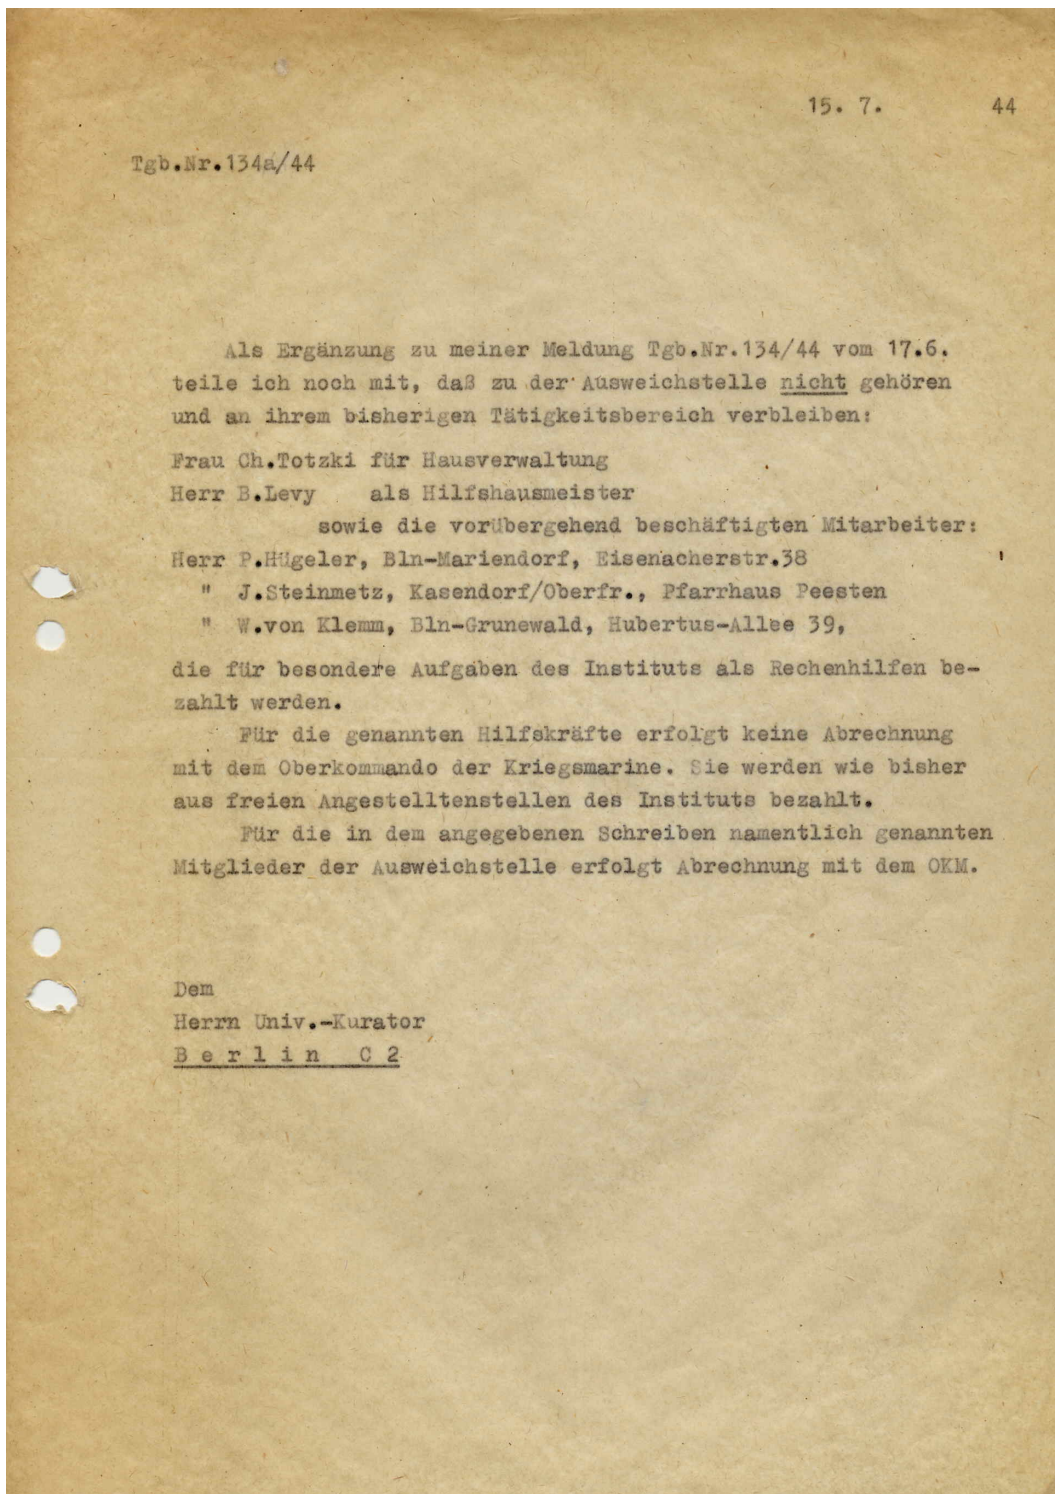 15. 7. 44
Tgb.Nr.134a/44
Als Ergänzung zu meiner Meldung Tgb.Nr.134/44 vom 17.6.
teile ich noch mit, daß zu der Ausweichstelle nicht gehören
und an ihrem bisherigen Tätigkeitsbereich verbleiben:
Frau Ch.Totzki für Hausverwaltung
Herr B.Levy als Hilfshausmeister
sowie die vorübergehend beschäftigten Mitarbeiter:
Herr P.Hügeler, Bln-Mariendorf, Eisenacherstr.38
" J.Steinmetz, Kasendorf/Oberfr., Pfarrhaus Peesten
" W.von Klemm, Bln-Grunewald, Hubertus-Allee 39,
die für besondere Aufgaben des Instituts als Rechenhilfen be-
zahlt werden.
Für die genannten Hilfskräfte erfolgt keine Abrechnung
mit dem Oberkommando der Kriegsmarine. Sie werden wie bisher
aus freien Angestelltenstellen des Instituts bezahlt.
Für die in dem angegebenen Schreiben namentlich genannten
Mitglieder der Ausweichstelle erfolgt Abrechnung mit dem OKM.
Dem
Herrn Univ.-Kurator
B e r l i n C 2